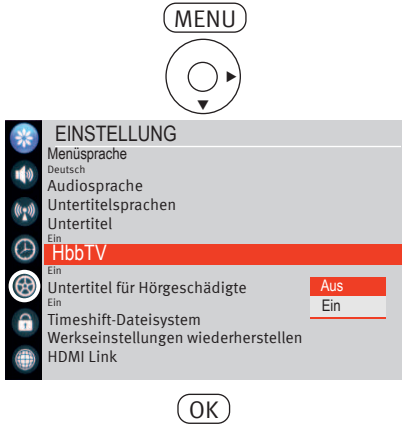 MENU
EINSTELLUNG
Menüsprache
Deutsch
Audiosprache
Untertitelsprachen
Untertitel
Ein
HbbTV
Ein
Untertitel für Hörgeschädigte
Aus
Ein
Ein
Timeshift-Dateisystem
Werkseinstellungen wiederherstellen
HDMI Link
OK